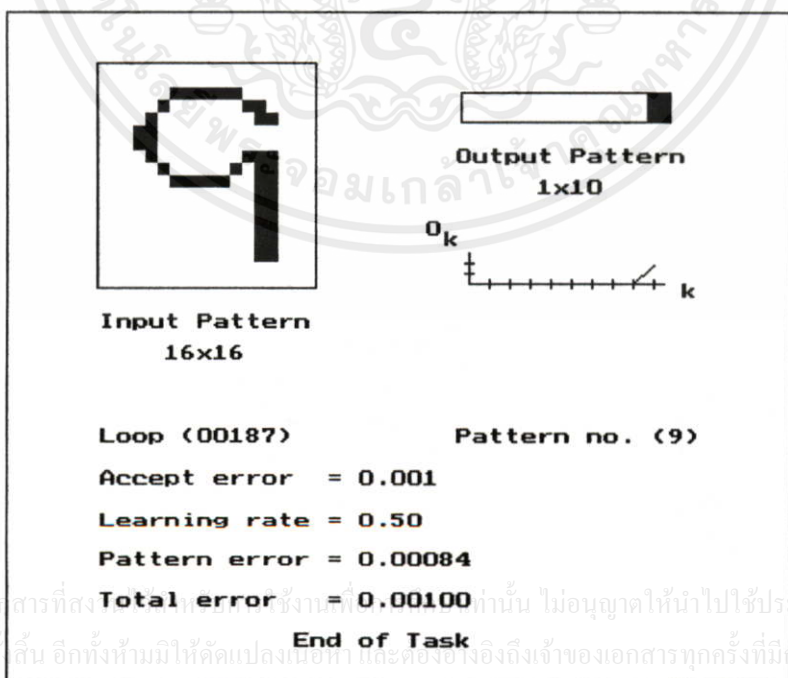 Output Pattern
1x10
Ok
k
Input Pattern
16x16
Loop (00187) Pattern no. (9)
Accept error = 0.001
Learning rate = 0.50
Pattern error = 0.00084
Total error = 0.00100
End of Task